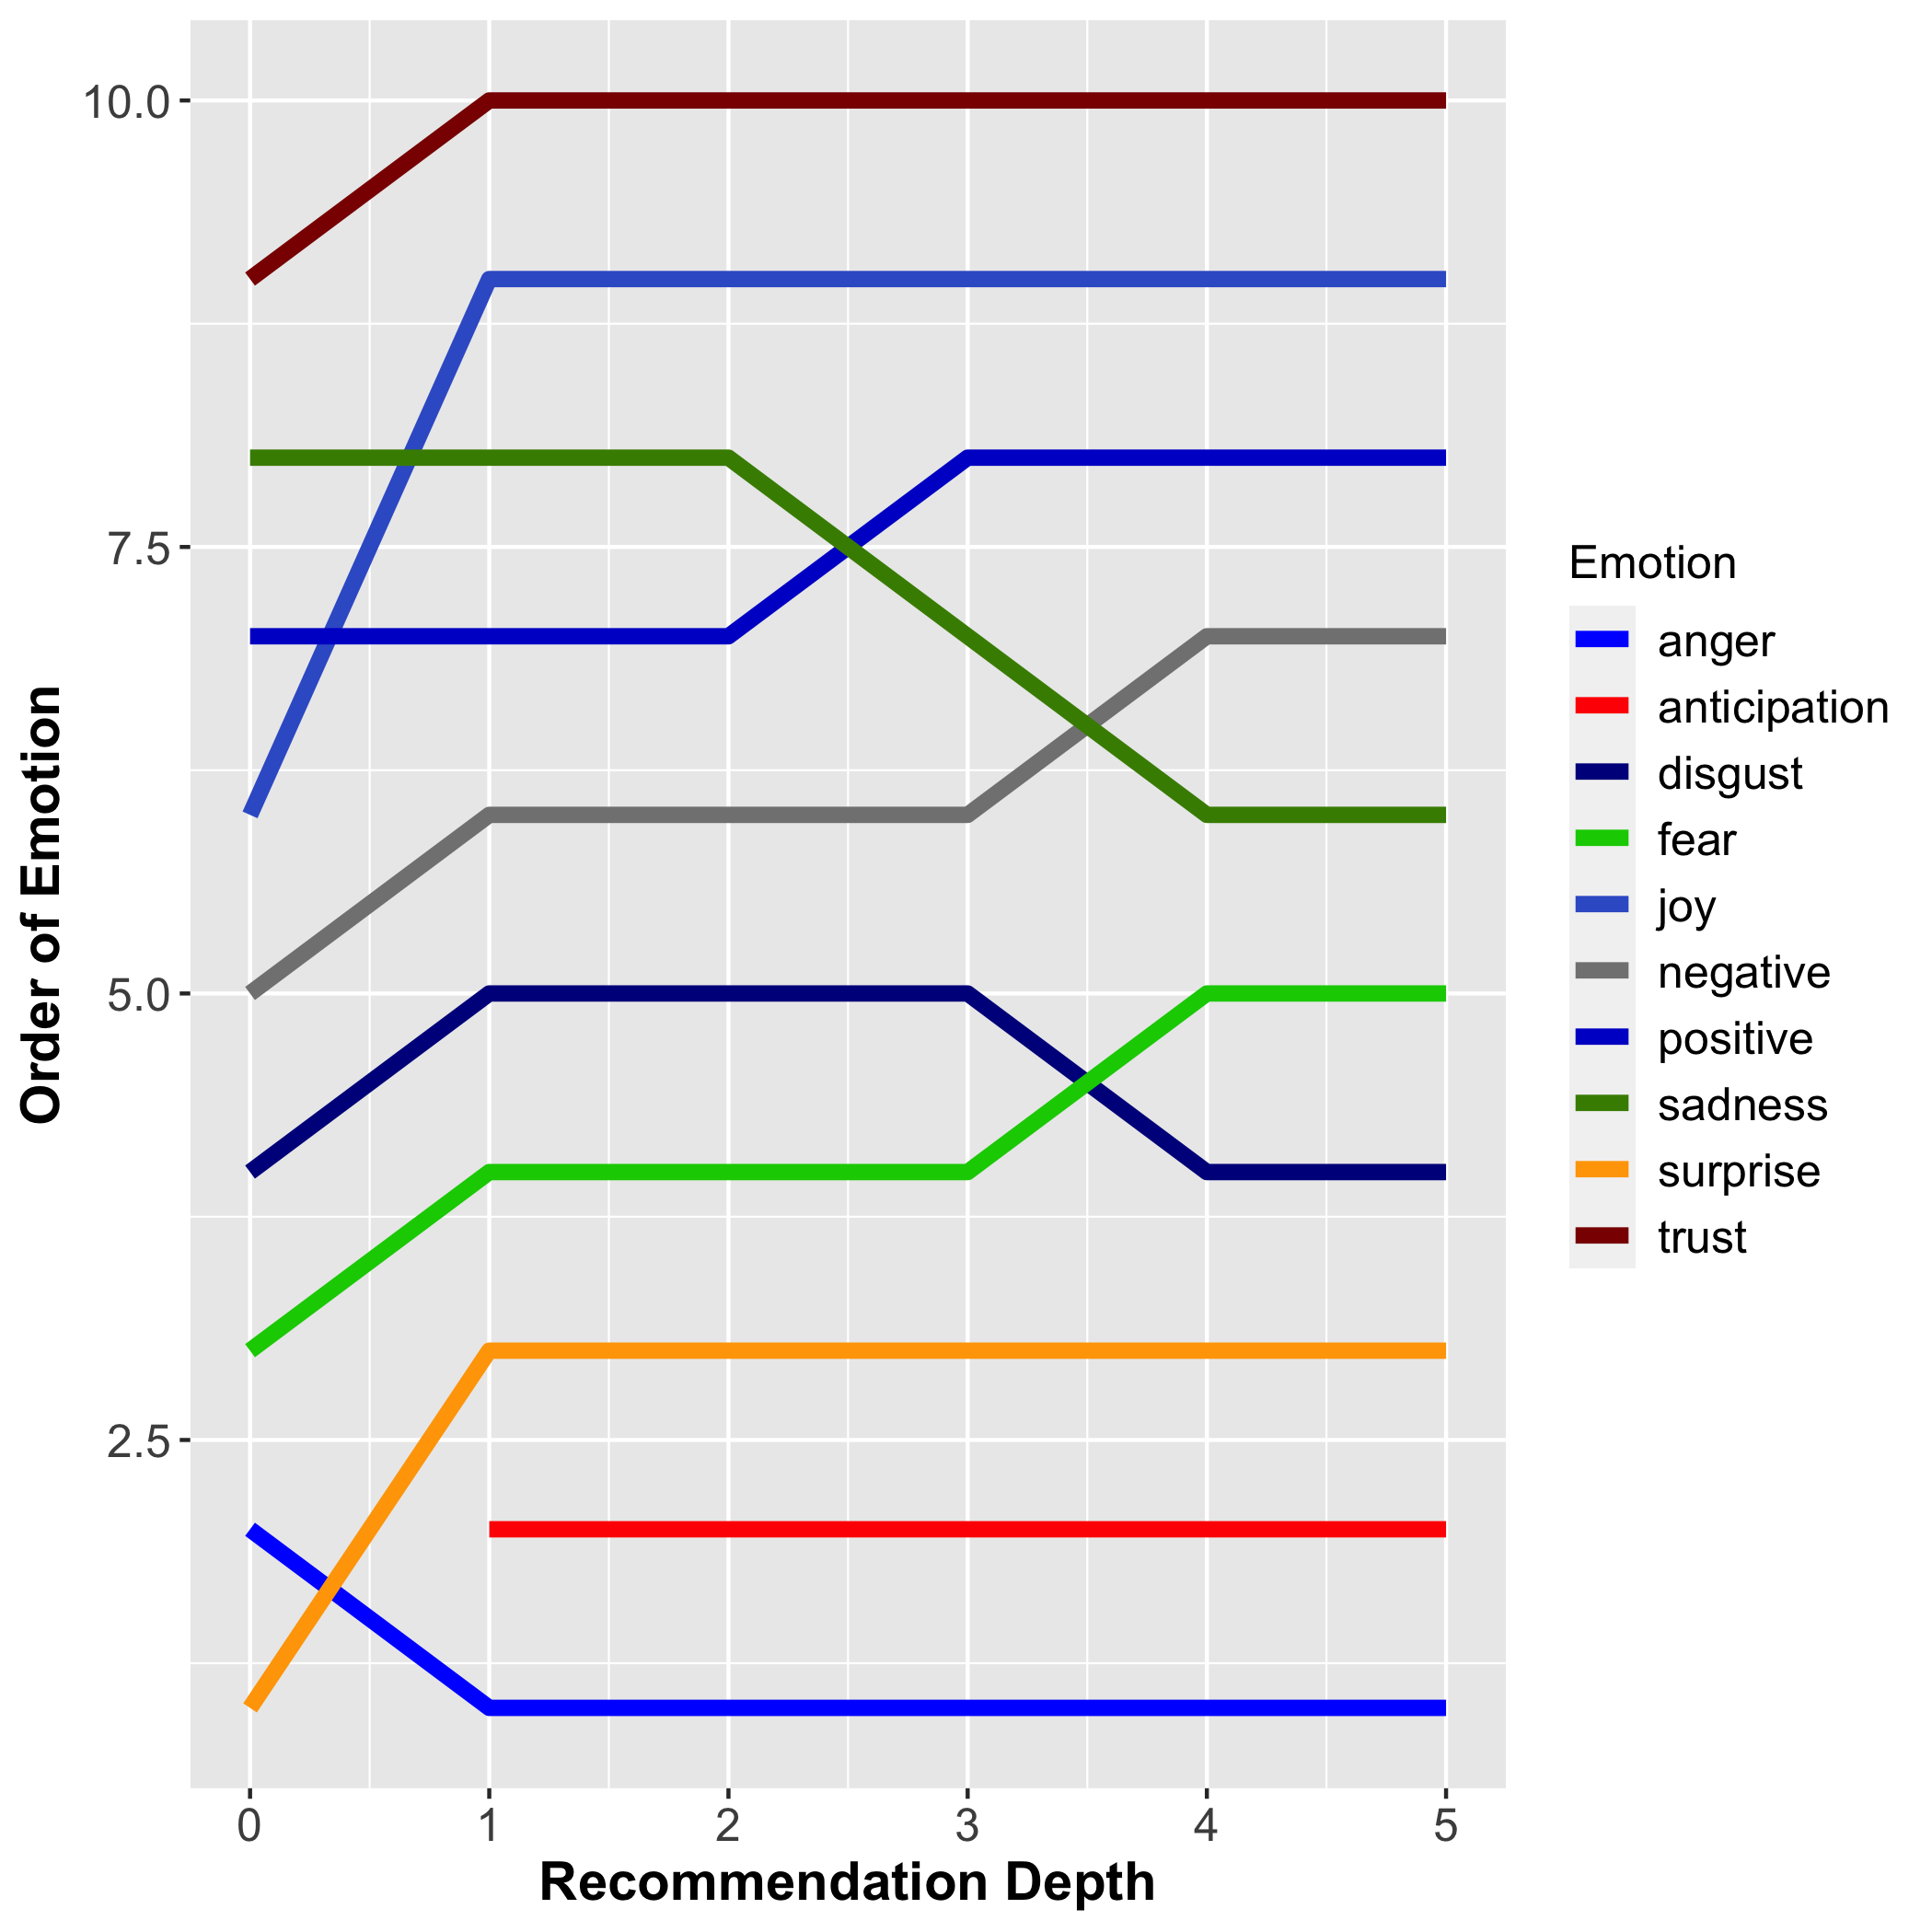 10.0
7.5
5.0
2.5
Order of Emotion
0 1 2 3 4 5
Recommendation Depth
Emotion
anger
anticipation
disgust
fear
joy
negative
positive
sadness
surprise
trust